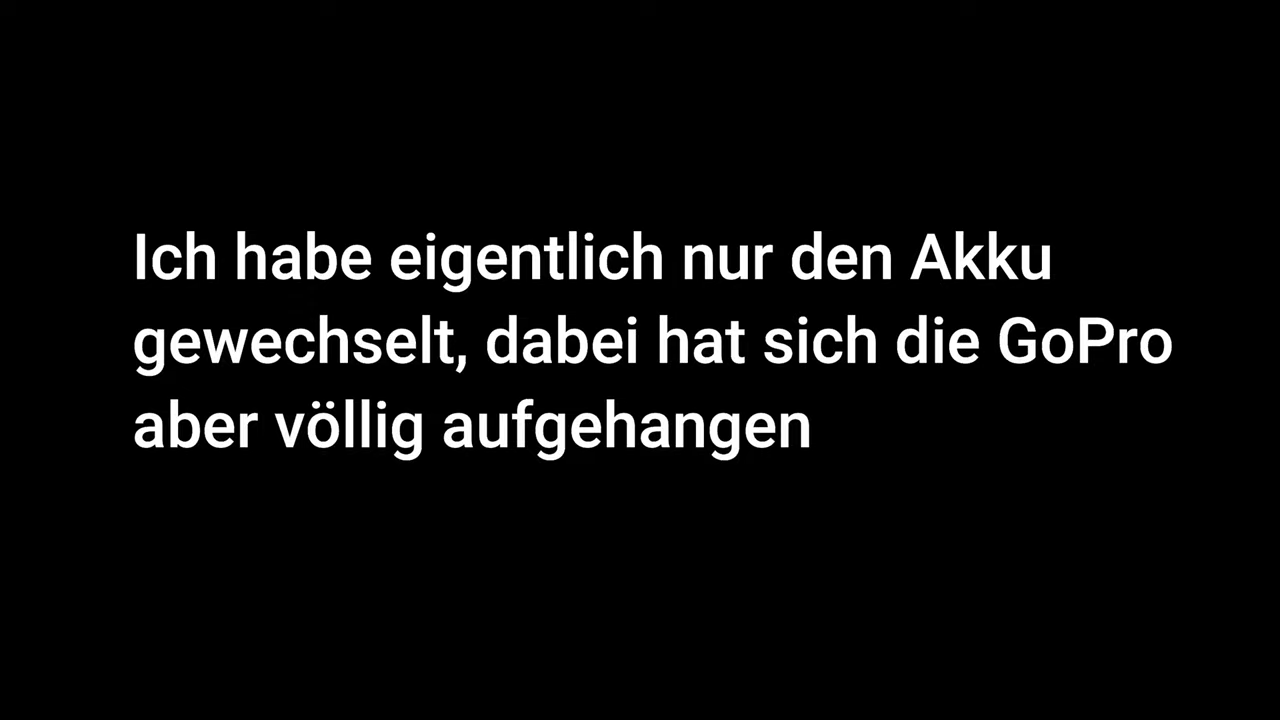 Ich habe eigentlich nur den Akku
gewechselt, dabei hat sich die GoPro
aber völlig aufgehangen